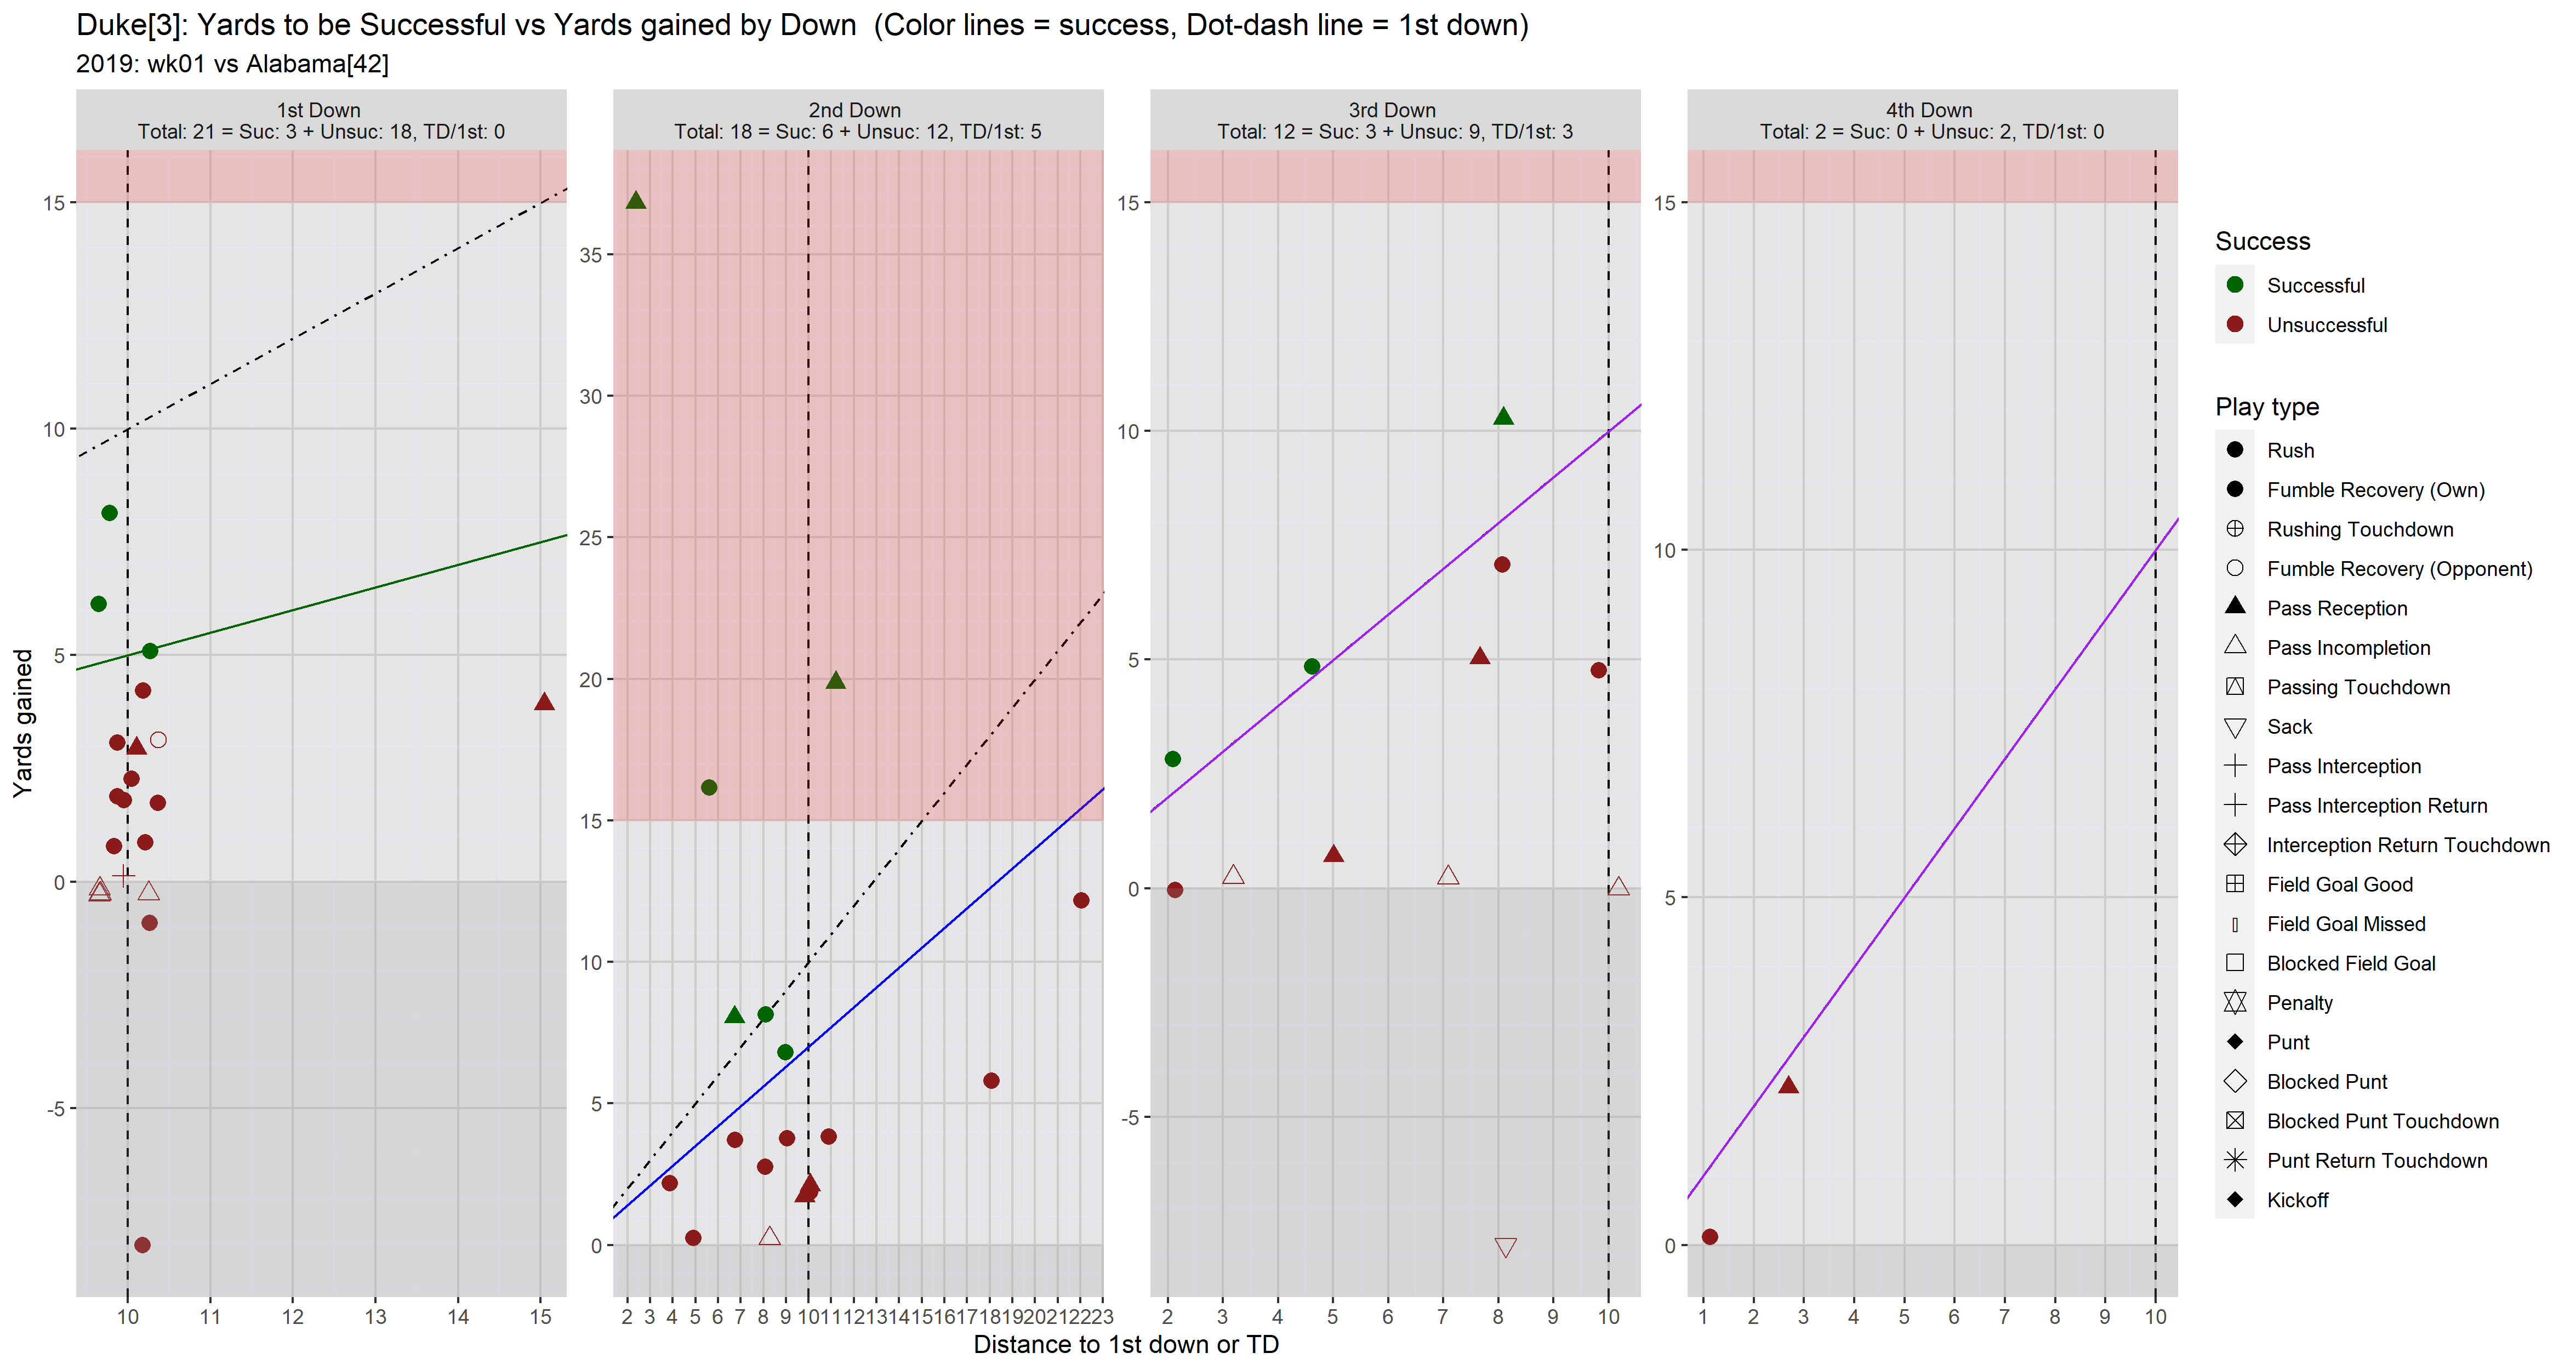 Duke[3]: Yards to be Successful vs Yards gained by Down  (Color lines = success, Dot-dash line = 1st down)
2019: wk01 vs Alabama[42]
1st Down
Total: 21 = Suc: 3 + Unsuc: 18, TD/1st: 0
2nd Down
Total: 18 = Suc: 6 + Unsuc: 12, TD/1st: 5
3rd Down
Total: 12 = Suc: 3 + Unsuc: 9, TD/1st: 3
4th Down
Total: 2 = Suc: 0 + Unsuc: 2, TD/1st: 0
Yards gained
15
10
5
0
-5
10 11 12 13 14 15
35
30
25
20
15
10
5
0
2 3 4 5 6 7 8 9 10 11 12 13 14 15 16 17 18 19 20 21 22 23
15
10
5
0
-5
2 3 4 5 6 7 8 9 10
15
10
5
0
1 2 3 4 5 6 7 8 9 10
Distance to 1st down or TD
Success
Successful
Unsuccessful
Play type
Rush
Fumble Recovery (Own)
Rushing Touchdown
Fumble Recovery (Opponent)
Pass Reception
Pass Incompletion
Passing Touchdown
Sack
Pass Interception
Pass Interception Return
Interception Return Touchdown
Field Goal Good
Field Goal Missed
Blocked Field Goal
Penalty
Punt
Blocked Punt
Blocked Punt Touchdown
Punt Return Touchdown
Kickoff